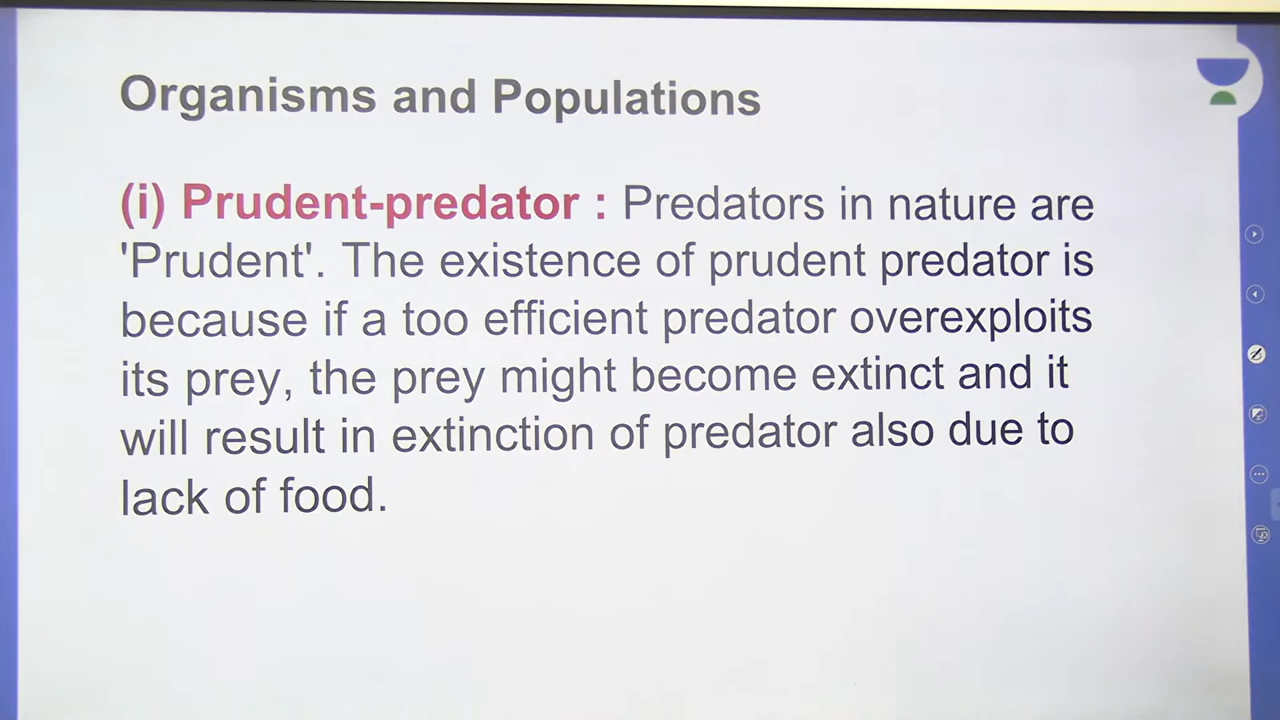 Organisms and Populations
(i) Prudent-predator : Predators in nature are
'Prudent'. The existence of prudent predator is
because if a too efficient predator overexploits
its prey, the prey might become extinct and it
will result in extinction of predator also due to
lack of food.